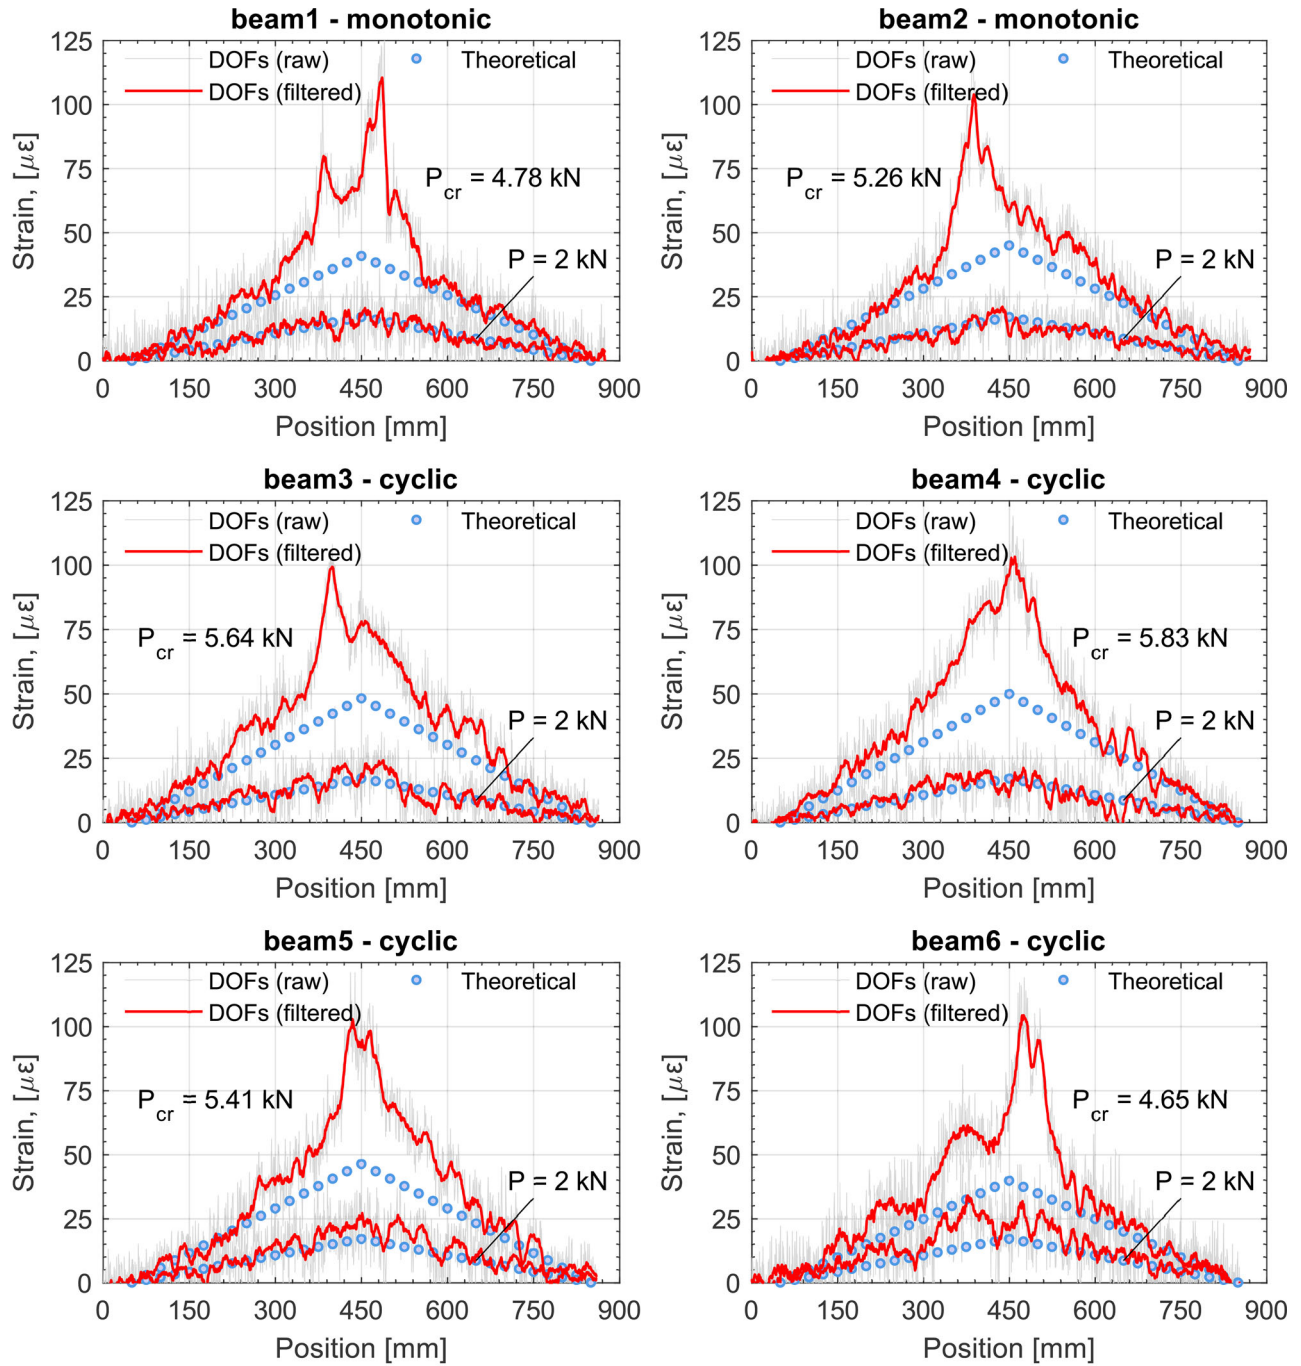 beam1 - monotonic
125
100
75
50
25
0
Strain, [με]
DOFs (raw)
Theoretical
DOFs (filtered)
P_cr = 4.78 kN
P = 2 kN
0 150 300 450 600 750 900
Position [mm]
beam2 - monotonic
125
100
75
50
25
0
Strain, [με]
DOFs (raw)
Theoretical
DOFs (filtered)
P_cr = 5.26 kN
P = 2 kN
0 150 300 450 600 750 900
Position [mm]
beam3 - cyclic
125
100
75
50
25
0
Strain, [με]
DOFs (raw)
Theoretical
DOFs (filtered)
P_cr = 5.64 kN
P = 2 kN
0 150 300 450 600 750 900
Position [mm]
beam4 - cyclic
125
100
75
50
25
0
Strain, [με]
DOFs (raw)
Theoretical
DOFs (filtered)
P_cr = 5.83 kN
P = 2 kN
0 150 300 450 600 750 900
Position [mm]
beam5 - cyclic
125
100
75
50
25
0
Strain, [με]
DOFs (raw)
Theoretical
DOFs (filtered)
P_cr = 5.41 kN
P = 2 kN
0 150 300 450 600 750 900
Position [mm]
beam6 - cyclic
125
100
75
50
25
0
Strain, [με]
DOFs (raw)
Theoretical
DOFs (filtered)
P_cr = 4.65 kN
P = 2 kN
0 150 300 450 600 750 900
Position [mm]